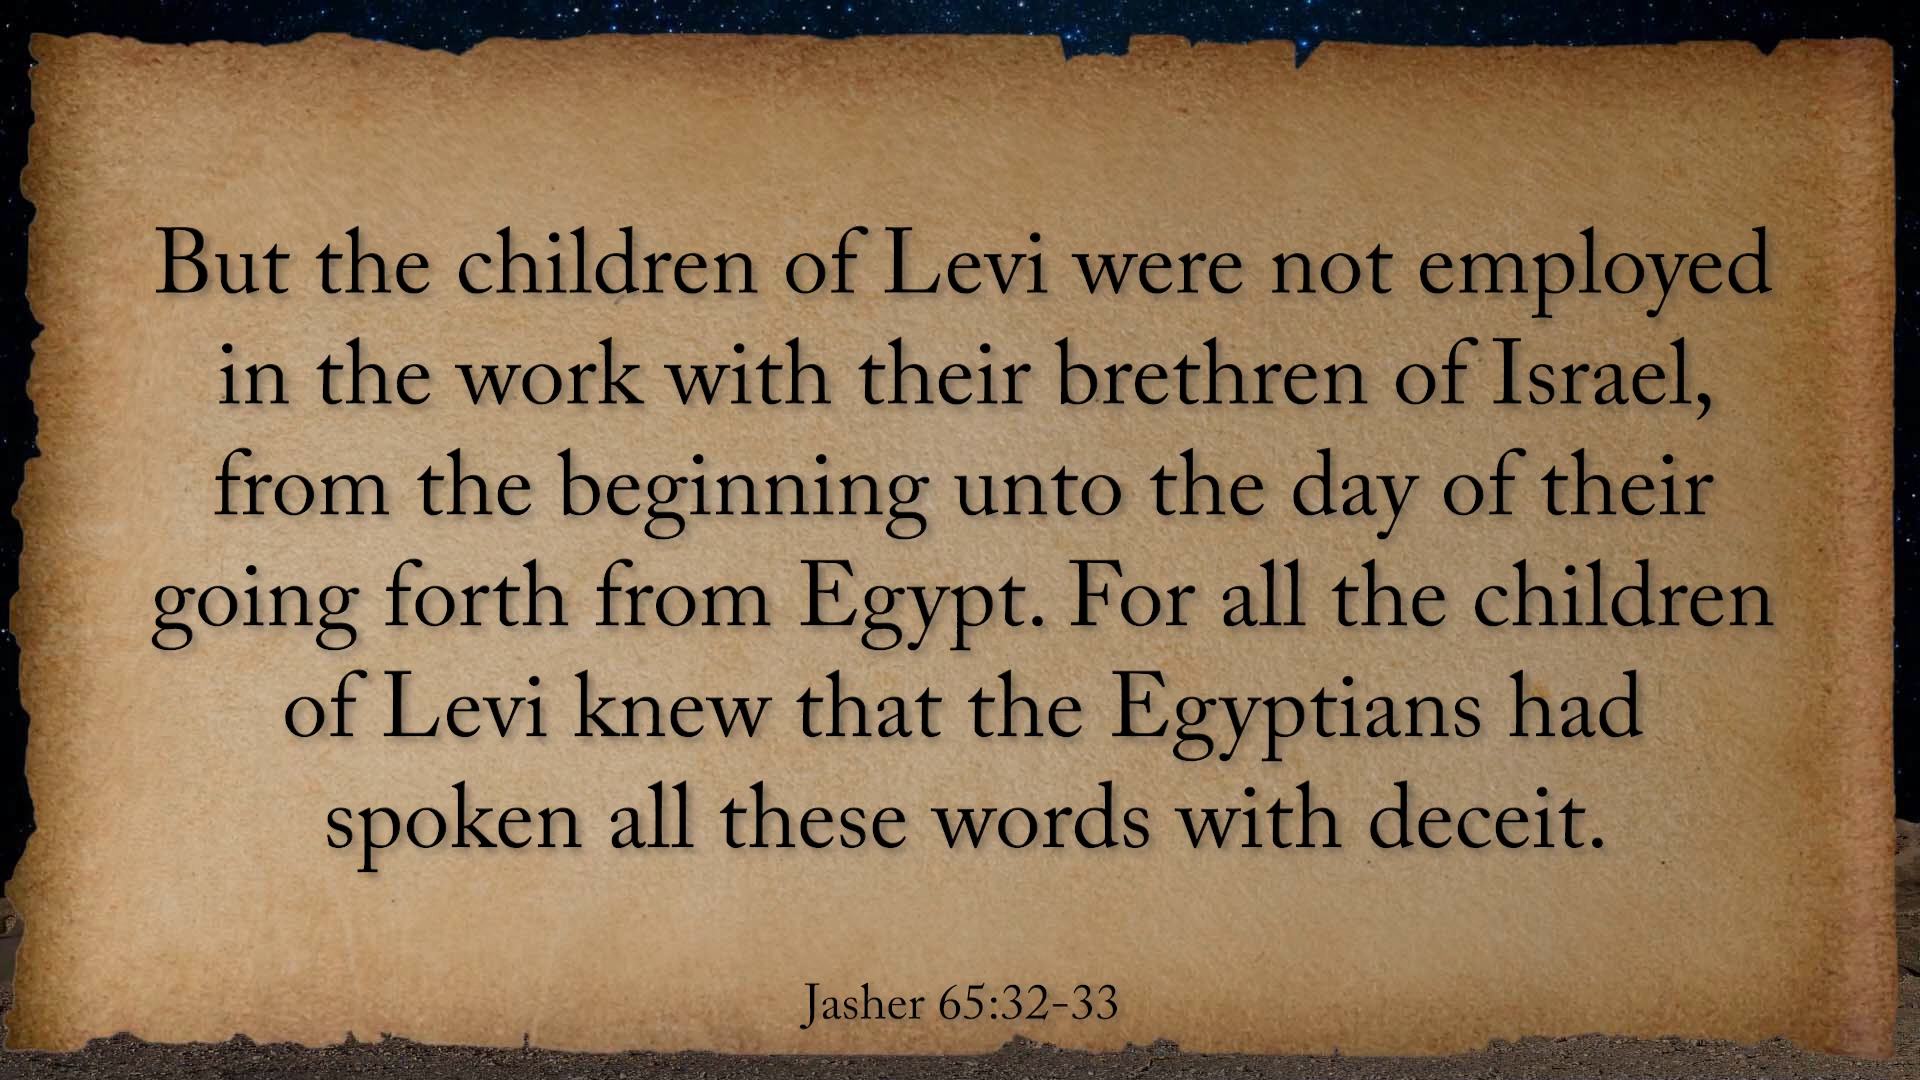 But the children of Levi were not employed
in the work with their brethren of Israel,
from the beginning unto the day of their
going forth from Egypt. For all the children
of Levi knew that the Egyptians had
spoken all these words with deceit.
Jasher 65:32-33